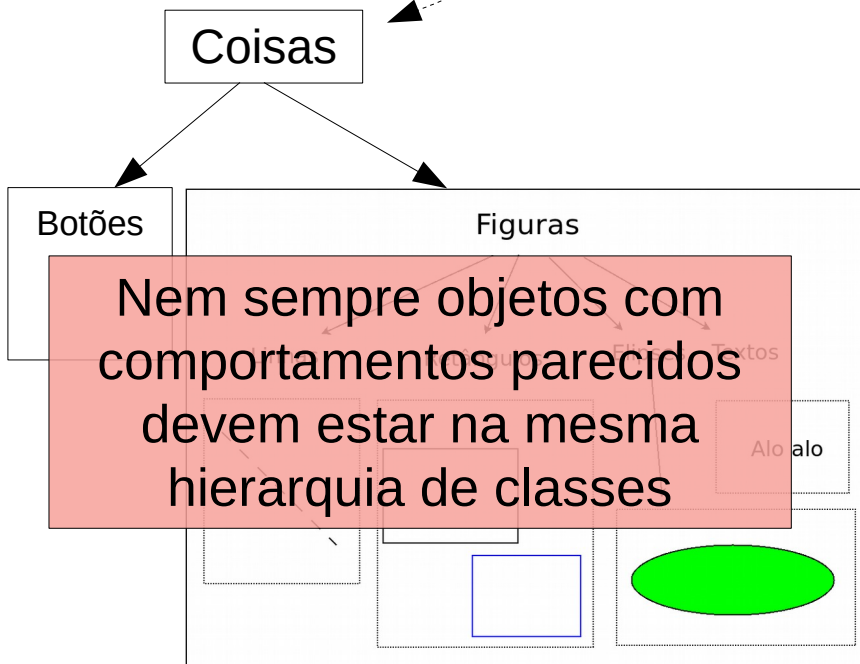 Coisas
Botões
Figuras
Nem sempre objetos com
comportamentos parecidos
devem estar na mesma
hierarquia de classes
Elipses Textos
Alo alo